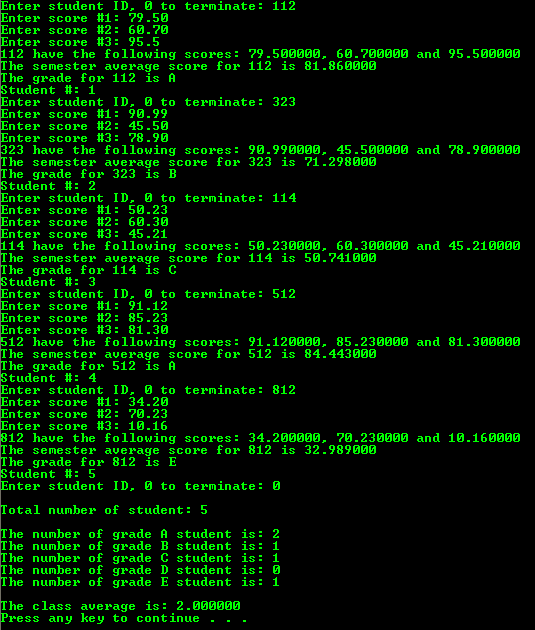 Enter student ID, 0 to terminate: 112
Enter score #1: 79.50
Enter score #2: 60.70
Enter score #3: 95.5
112 have the following scores: 79.500000, 60.700000 and 95.500000
The semester average score for 112 is 81.860000
The grade for 112 is A
Student #: 1
Enter student ID, 0 to terminate: 323
Enter score #1: 90.99
Enter score #2: 45.50
Enter score #3: 78.90
323 have the following scores: 90.990000, 45.500000 and 78.900000
The semester average score for 323 is 71.298000
The grade for 323 is B
Student #: 2
Enter student ID, 0 to terminate: 114
Enter score #1: 50.23
Enter score #2: 60.30
Enter score #3: 45.21
114 have the following scores: 50.230000, 60.300000 and 45.210000
The semester average score for 114 is 50.741000
The grade for 114 is C
Student #: 3
Enter student ID, 0 to terminate: 512
Enter score #1: 91.12
Enter score #2: 85.23
Enter score #3: 81.30
512 have the following scores: 91.120000, 85.230000 and 81.300000
The semester average score for 512 is 84.443000
The grade for 512 is A
Student #: 4
Enter student ID, 0 to terminate: 812
Enter score #1: 34.20
Enter score #2: 70.23
Enter score #3: 10.16
812 have the following scores: 34.200000, 70.230000 and 10.160000
The semester average score for 812 is 32.989000
The grade for 812 is E
Student #: 5
Enter student ID, 0 to terminate: 0
Total number of student: 5
The number of grade A student is: 2
The number of grade B student is: 1
The number of grade C student is: 1
The number of grade D student is: 0
The number of grade E student is: 1
The class average is: 2.000000
Press any key to continue . . .